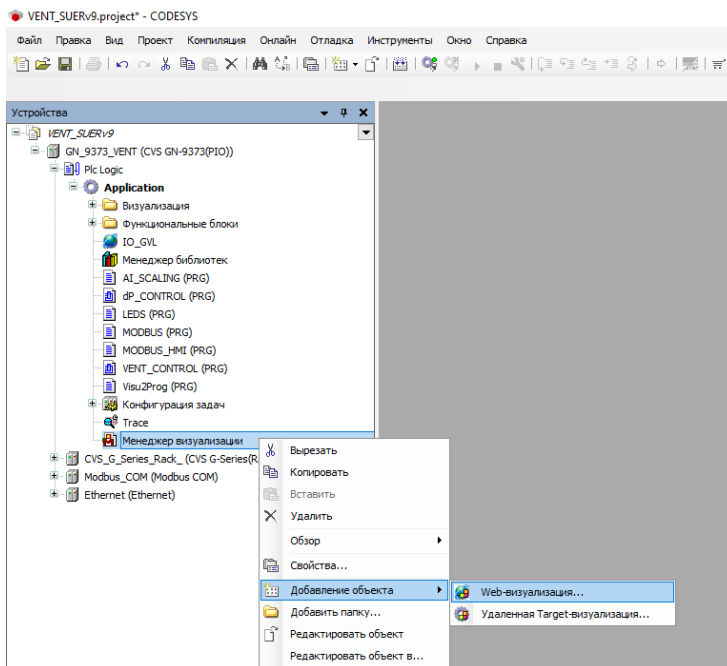 VENT_SUERv9.project* - CODESYS
Файл Правка Вид Проект Компиляция Онлайн Отладка Инструменты Окно Справка
Устройства
VENT_SUERv9
GN_9373_VENT (CVS GN-9373(PIO))
Plc Logic
Application
Визуализация
Функциональные блоки
IO_GVL
Менеджер библиотек
AI_SCALING (PRG)
dP_CONTROL (PRG)
LEDS (PRG)
MODBUS (PRG)
MODBUS_HMI (PRG)
VENT_CONTROL (PRG)
Visu2Prog (PRG)
Конфигурация задач
Trace
Менеджер визуализации
CVS_G_Series_Rack_ (CVS G-Series(R
Modbus_COM (Modbus COM)
Ethernet (Ethernet)
Вырезать
Копировать
Вставить
Удалить
Обзор
Свойства...
Добавление объекта
Добавить папку...
Редактировать объект
Редактировать объект в...
Web-визуализация...
Удаленная Target-визуализация...